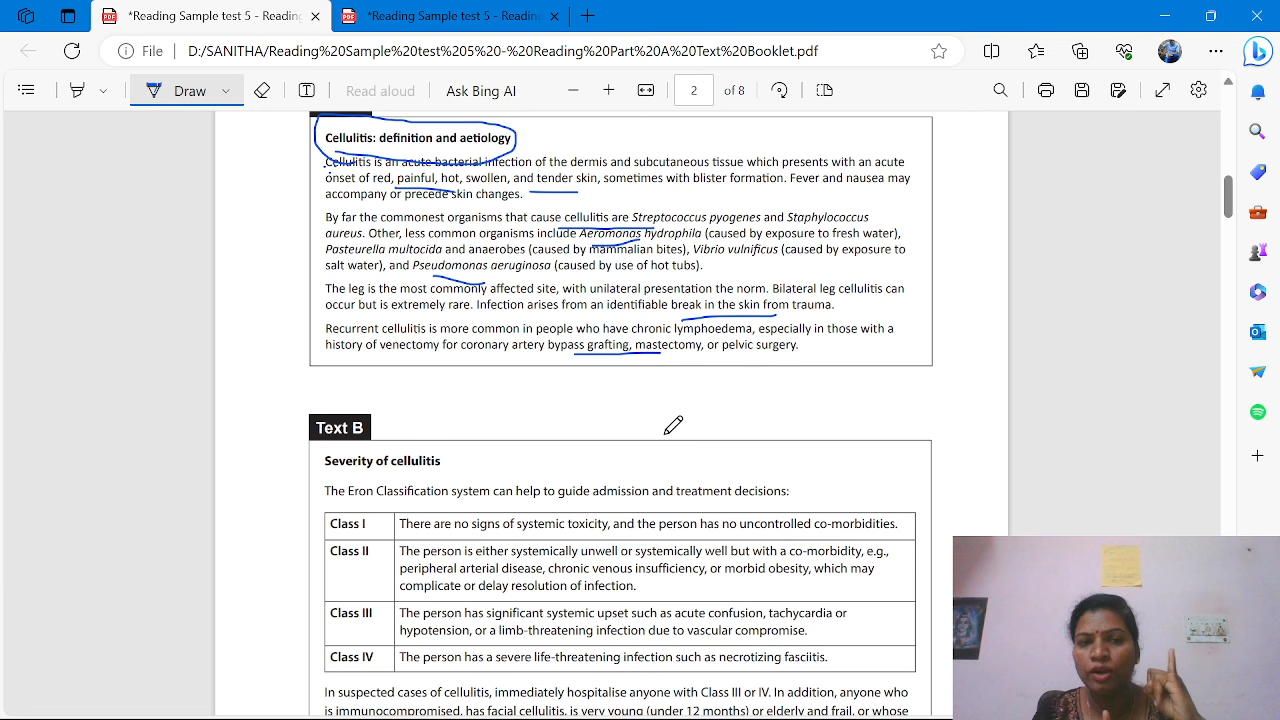 *Reading Sample test 5 - Reading
*Reading Sample test 5 - Reading
File
D:/SANITHA/Reading%20Sample%20test%205%20-%20Reading%20Part%20A%20Text%20Booklet.pdf
Draw
Read aloud
Ask Bing AI
2
of 8
Cellulitis: definition and aetiology
Cellulitis is an acute bacterial infection of the dermis and subcutaneous tissue which presents with an acute
onset of red, painful, hot, swollen, and tender skin, sometimes with blister formation. Fever and nausea may
accompany or precede skin changes.
By far the commonest organisms that cause cellulitis are Streptococcus pyogenes and Staphylococcus
aureus. Other, less common organisms include Aeromonas hydrophila (caused by exposure to fresh water),
Pasteurella multocida and anaerobes (caused by mammalian bites), Vibrio vulnificus (caused by exposure to
salt water), and Pseudomonas aeruginosa (caused by use of hot tubs).
The leg is the most commonly affected site, with unilateral presentation the norm. Bilateral leg cellulitis can
occur but is extremely rare. Infection arises from an identifiable break in the skin from trauma.
Recurrent cellulitis is more common in people who have chronic lymphoedema, especially in those with a
history of venectomy for coronary artery bypass grafting, mastectomy, or pelvic surgery.
Text B
Severity of cellulitis
The Eron Classification system can help to guide admission and treatment decisions:
Class I
There are no signs of systemic toxicity, and the person has no uncontrolled co-morbidities.
Class II
The person is either systemically unwell or systemically well but with a co-morbidity, e.g.,
peripheral arterial disease, chronic venous insufficiency, or morbid obesity, which may
complicate or delay resolution of infection.
Class III
The person has significant systemic upset such as acute confusion, tachycardia or
hypotension, or a limb-threatening infection due to vascular compromise.
Class IV
The person has a severe life-threatening infection such as necrotizing fasciitis.
In suspected cases of cellulitis, immediately hospitalise anyone with Class III or IV. In addition, anyone who
is immunocompromised, has facial cellulitis, is very young (under 12 months) or elderly and frail, or whose